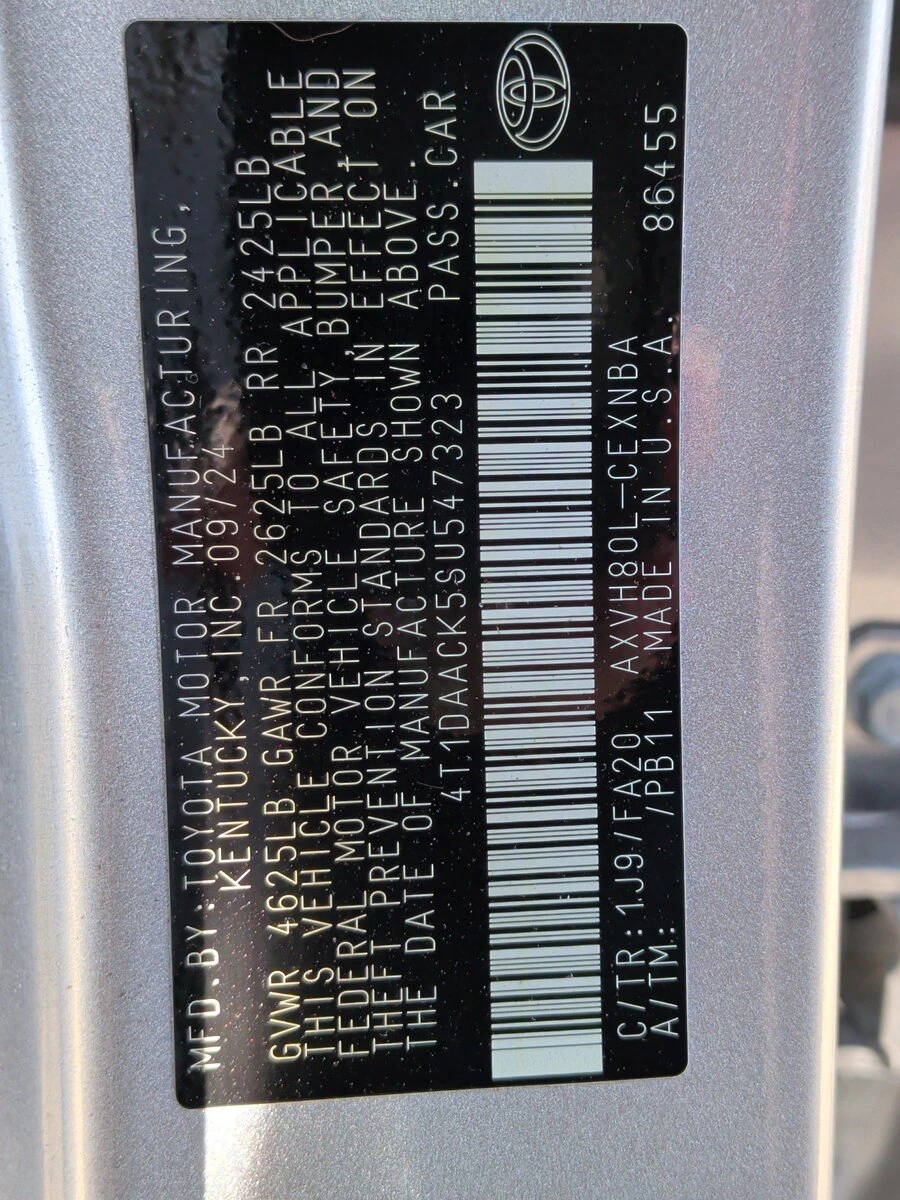 MFD.BY:TOYOTA MOTOR MANUFACTURING,
KENTUCKY,INC.09/24
GVWR 4625LB GAWR FR 2625LB RR 2425LB
THIS VEHICLE CONFORMS TO ALL APPLICABLE
FEDERAL MOTOR VEHICLE SAFETY,BUMPER,AND
THEFT PREVENTION STANDARDS IN EFFECT ON
THE DATE OF MANUFACTURE SHOWN ABOVE.
4T1DAACK5SU547323 PASS.CAR
C/TR:1J9/FA20 AXVH80L-CEXNBA
A/TM: /PB11 MADE IN U.S.A. 86455